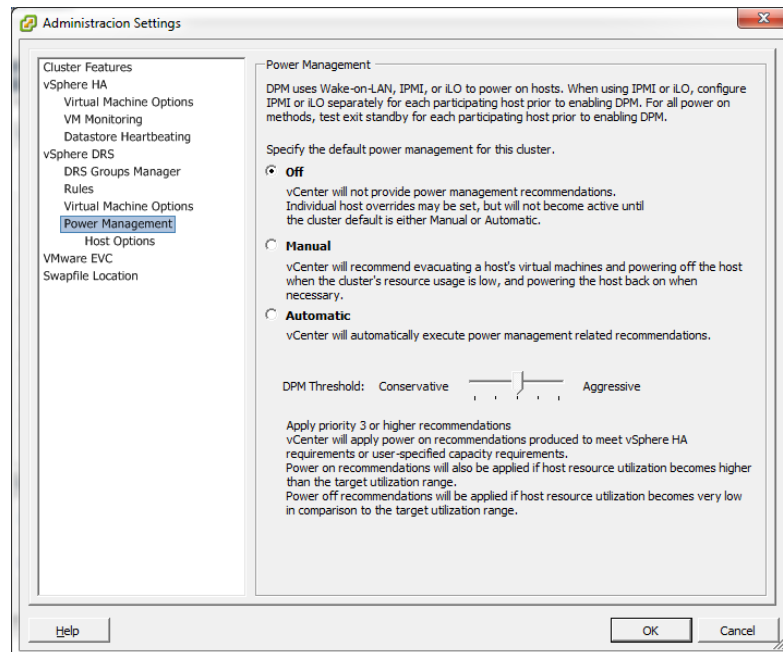 Administracion Settings
Cluster Features
vSphere HA
Virtual Machine Options
VM Monitoring
Datastore Heartbeating
vSphere DRS
DRS Groups Manager
Rules
Virtual Machine Options
Power Management
Host Options
VMware EVC
Swapfile Location
Power Management
DPM uses Wake-on-LAN, IPMI, or iLO to power on hosts. When using IPMI or iLO, configure
IPMI or iLO separately for each participating host prior to enabling DPM. For all power on
methods, test exit standby for each participating host prior to enabling DPM.
Specify the default power management for this cluster.
Off
vCenter will not provide power management recommendations.
Individual host overrides may be set, but will not become active until
the cluster default is either Manual or Automatic.
Manual
vCenter will recommend evacuating a host's virtual machines and powering off the host
when the cluster's resource usage is low, and powering the host back on when
necessary.
Automatic
vCenter will automatically execute power management related recommendations.
DPM Threshold: Conservative Aggressive
Apply priority 3 or higher recommendations
vCenter will apply power on recommendations produced to meet vSphere HA
requirements or user-specified capacity requirements.
Power on recommendations will also be applied if host resource utilization becomes higher
than the target utilization range.
Power off recommendations will be applied if host resource utilization becomes very low
in comparison to the target utilization range.
Help OK Cancel